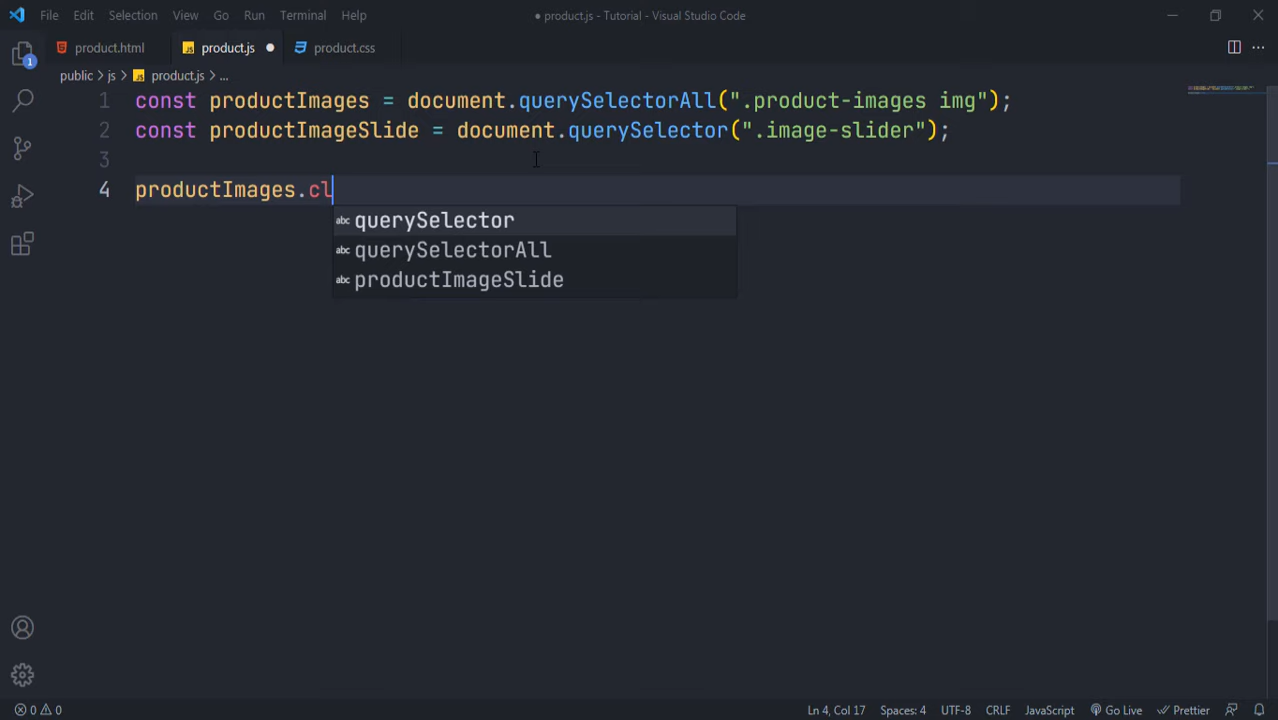 File Edit Selection View Go Run Terminal Help ● product.js - Tutorial - Visual Studio Code
product.html product.js ● product.css
public > js > product.js > ...
1 const productImages = document.querySelectorAll(".product-images img");
2 const productImageSlide = document.querySelector(".image-slider");
3
4 productImages.cl
abc querySelector
abc querySelectorAll
abc productImageSlide
1
0 0 Ln 4, Col 17 Spaces: 4 UTF-8 CRLF JavaScript Go Live Prettier